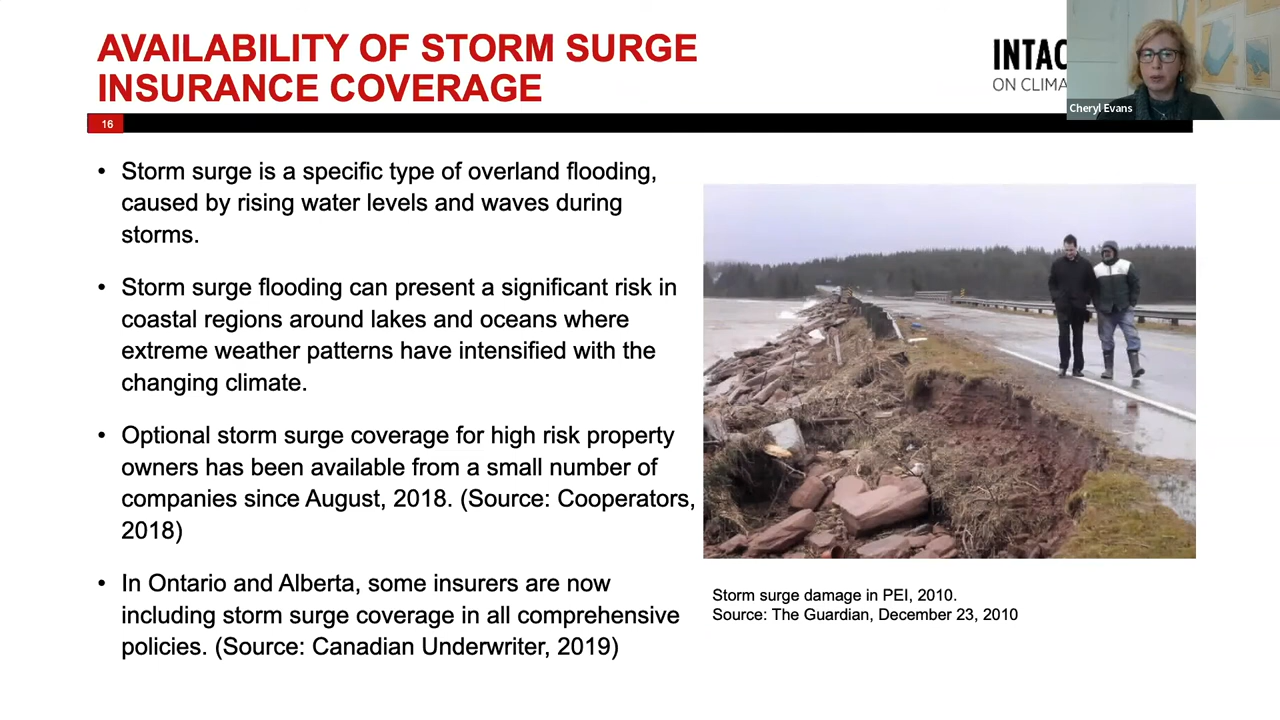 AVAILABILITY OF STORM SURGE
INSURANCE COVERAGE
INTAC
ON CLIMA
Cheryl Evans
16
• Storm surge is a specific type of overland flooding,
caused by rising water levels and waves during
storms.
• Storm surge flooding can present a significant risk in
coastal regions around lakes and oceans where
extreme weather patterns have intensified with the
changing climate.
• Optional storm surge coverage for high risk property
owners has been available from a small number of
companies since August, 2018. (Source: Cooperators,
2018)
• In Ontario and Alberta, some insurers are now
including storm surge coverage in all comprehensive
policies. (Source: Canadian Underwriter, 2019)
Storm surge damage in PEI, 2010.
Source: The Guardian, December 23, 2010